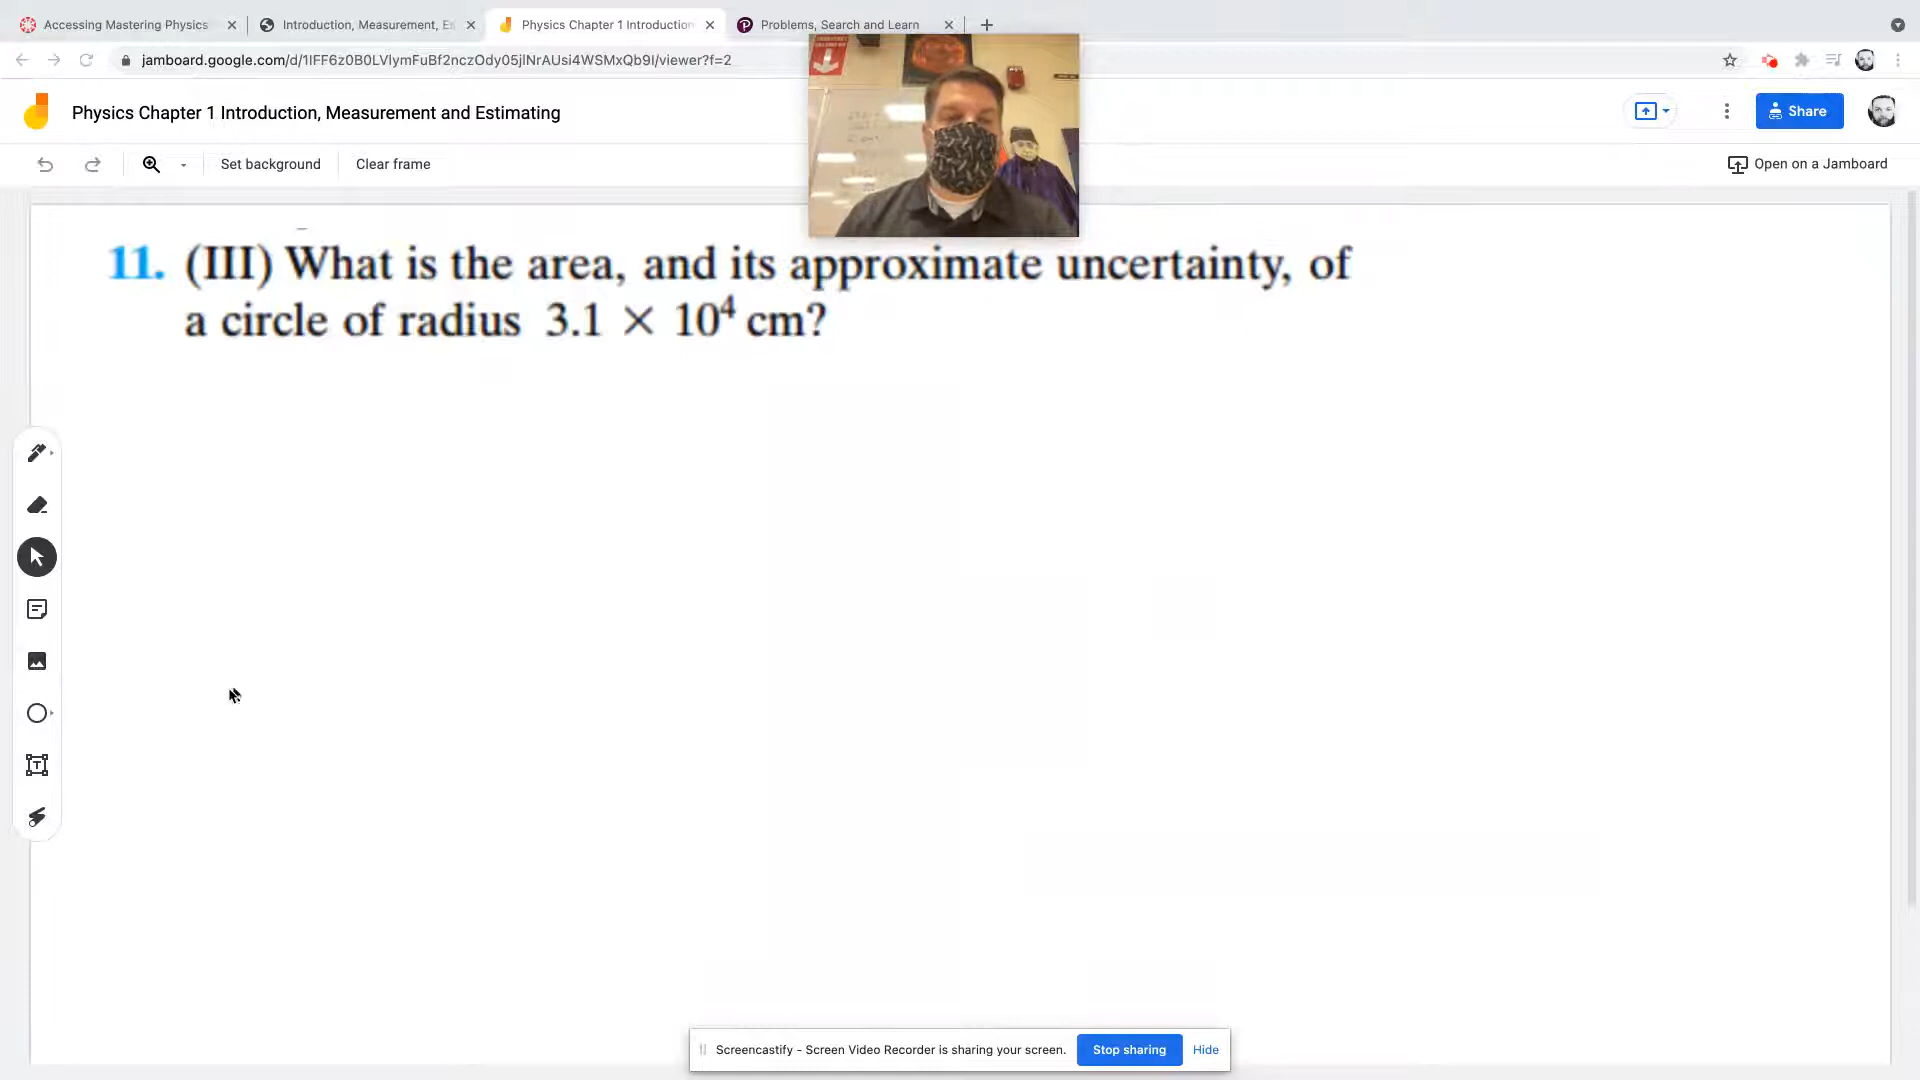 Accessing Mastering Physics
Introduction, Measurement, Es
Physics Chapter 1 Introduction
Problems, Search and Learn
jamboard.google.com/d/1IFF6z0B0LVlymFuBf2nczOdy05jlNrAUsi4WSMxQb9I/viewer?f=2
Physics Chapter 1 Introduction, Measurement and Estimating
Share
Set background
Clear frame
Open on a Jamboard
11. (III) What is the area, and its approximate uncertainty, of
a circle of radius 3.1 × 10⁴ cm?
Screencastify - Screen Video Recorder is sharing your screen.
Stop sharing
Hide